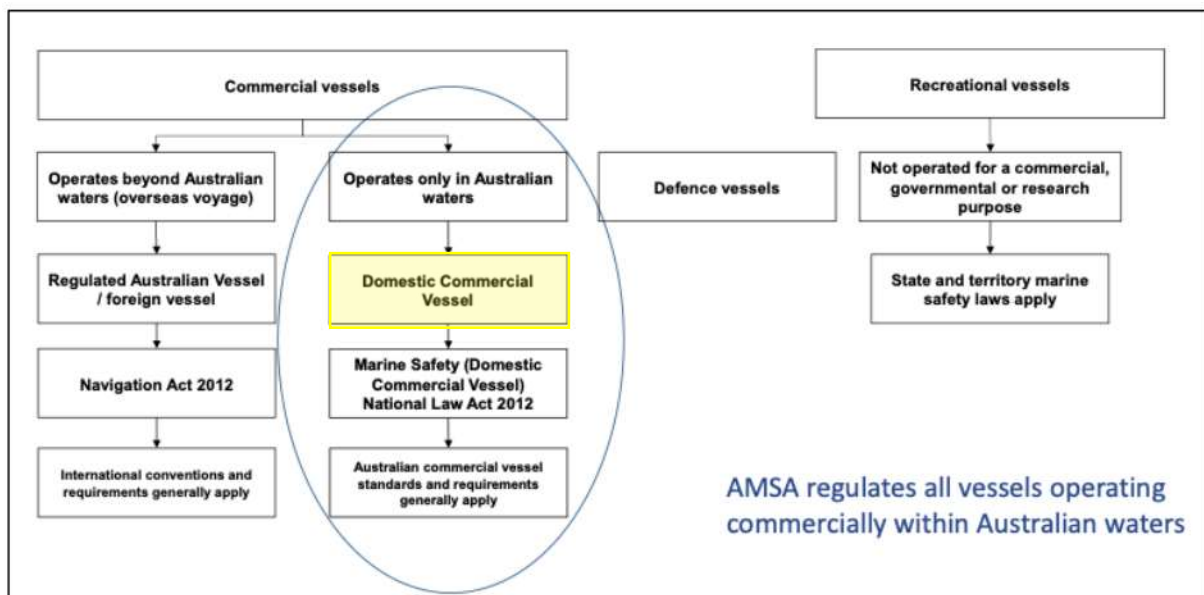 Commercial vessels
Recreational vessels
Operates beyond Australian
waters (overseas voyage)
Operates only in Australian
waters
Defence vessels
Not operated for a commercial,
governmental or research
purpose
Regulated Australian Vessel
/ foreign vessel
Domestic Commercial
Vessel
State and territory marine
safety laws apply
Navigation Act 2012
Marine Safety (Domestic
Commercial Vessel)
National Law Act 2012
International conventions and
requirements generally apply
Australian commercial vessel
standards and requirements
generally apply
AMSA regulates all vessels operating
commercially within Australian waters